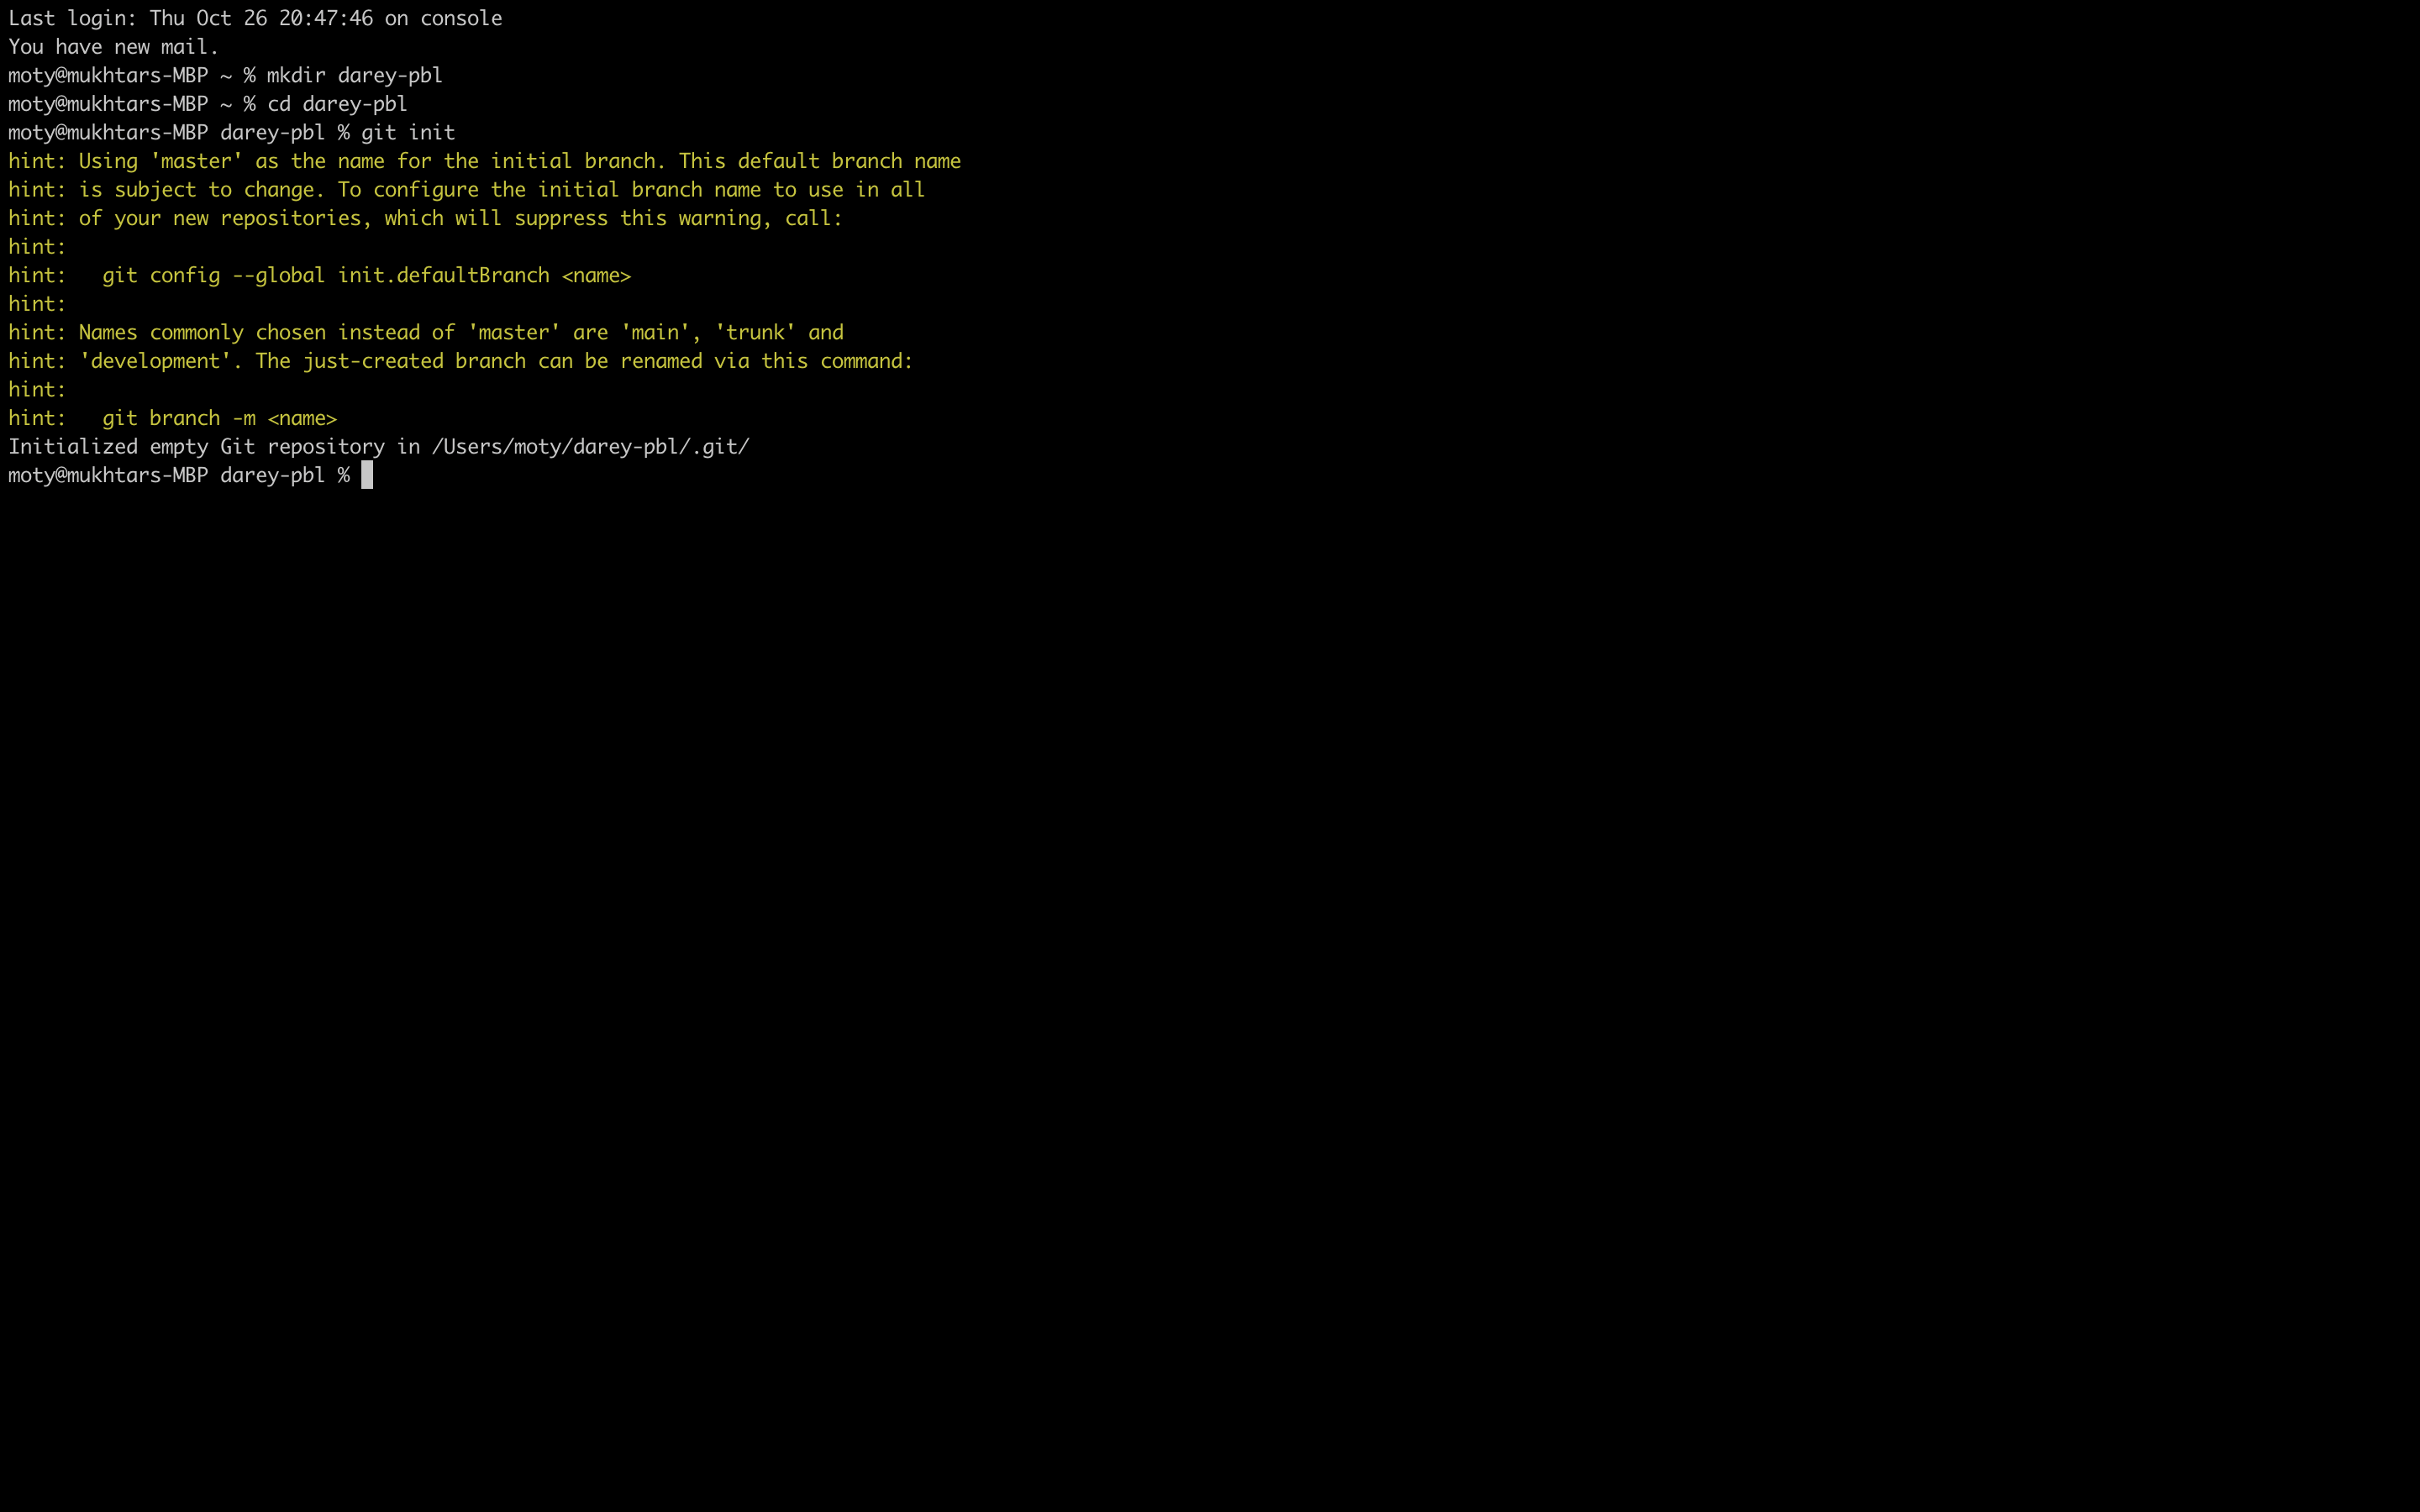 Last login: Thu Oct 26 20:47:46 on console
You have new mail.
moty@mukhtars-MBP ~ % mkdir darey-pbl
moty@mukhtars-MBP ~ % cd darey-pbl
moty@mukhtars-MBP darey-pbl % git init
hint: Using 'master' as the name for the initial branch. This default branch name
hint: is subject to change. To configure the initial branch name to use in all
hint: of your new repositories, which will suppress this warning, call:
hint:
hint:   git config --global init.defaultBranch <name>
hint:
hint: Names commonly chosen instead of 'master' are 'main', 'trunk' and
hint: 'development'. The just-created branch can be renamed via this command:
hint:
hint:   git branch -m <name>
Initialized empty Git repository in /Users/moty/darey-pbl/.git/
moty@mukhtars-MBP darey-pbl %